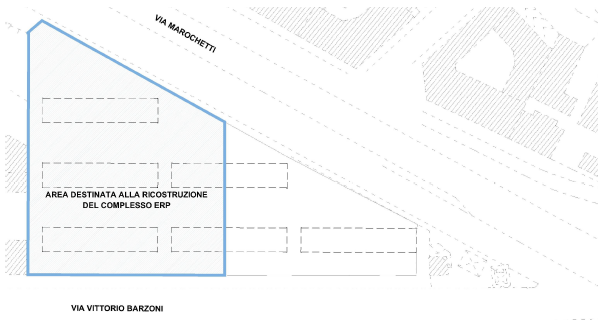 VIA MAROCHETTI
AREA DESTINATA ALLA RICOSTRUZIONE
DEL COMPLESSO ERP
VIA VITTORIO BARZONI